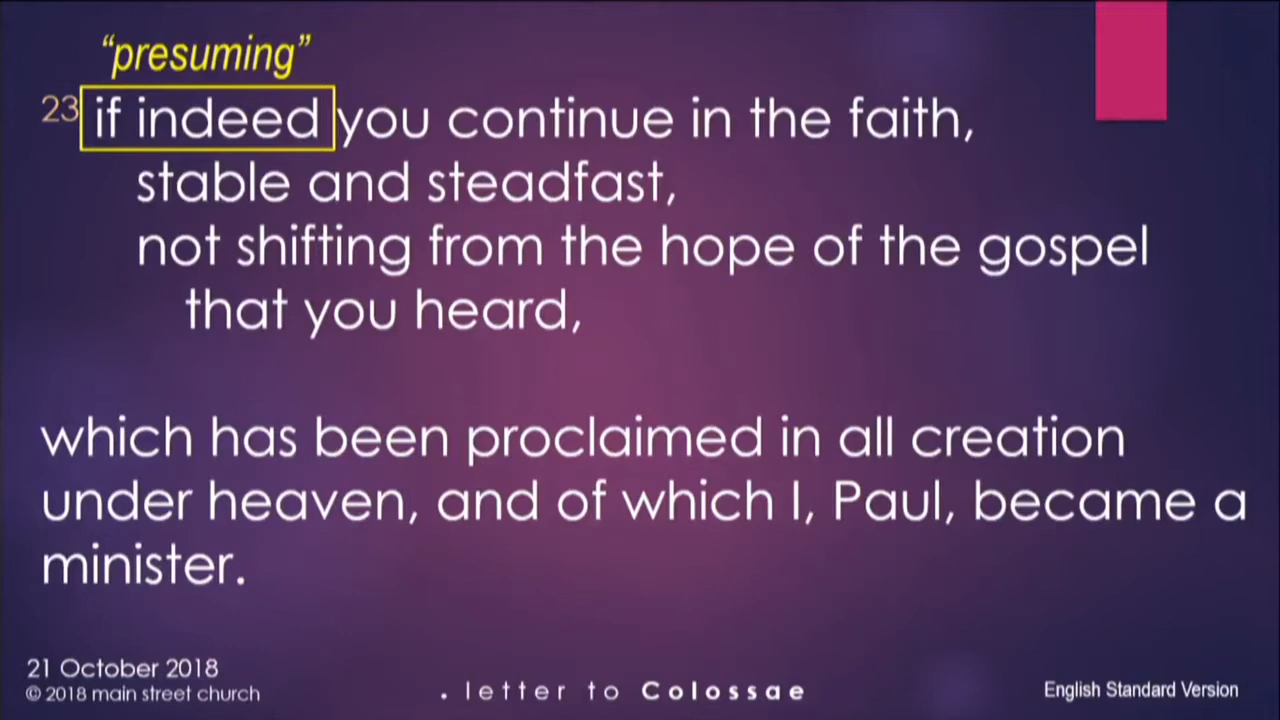 “presuming”
23 if indeed you continue in the faith,
stable and steadfast,
not shifting from the hope of the gospel
that you heard,
which has been proclaimed in all creation
under heaven, and of which I, Paul, became a
minister.
21 October 2018
© 2018 main street church
. letter to Colossae
English Standard Version